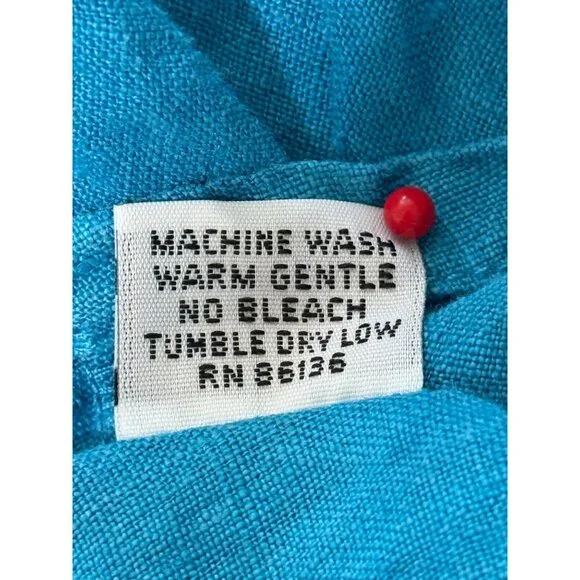 MACHINE WASH
WARM GENTLE
NO BLEACH
TUMBLE DRY LOW
RN 86136